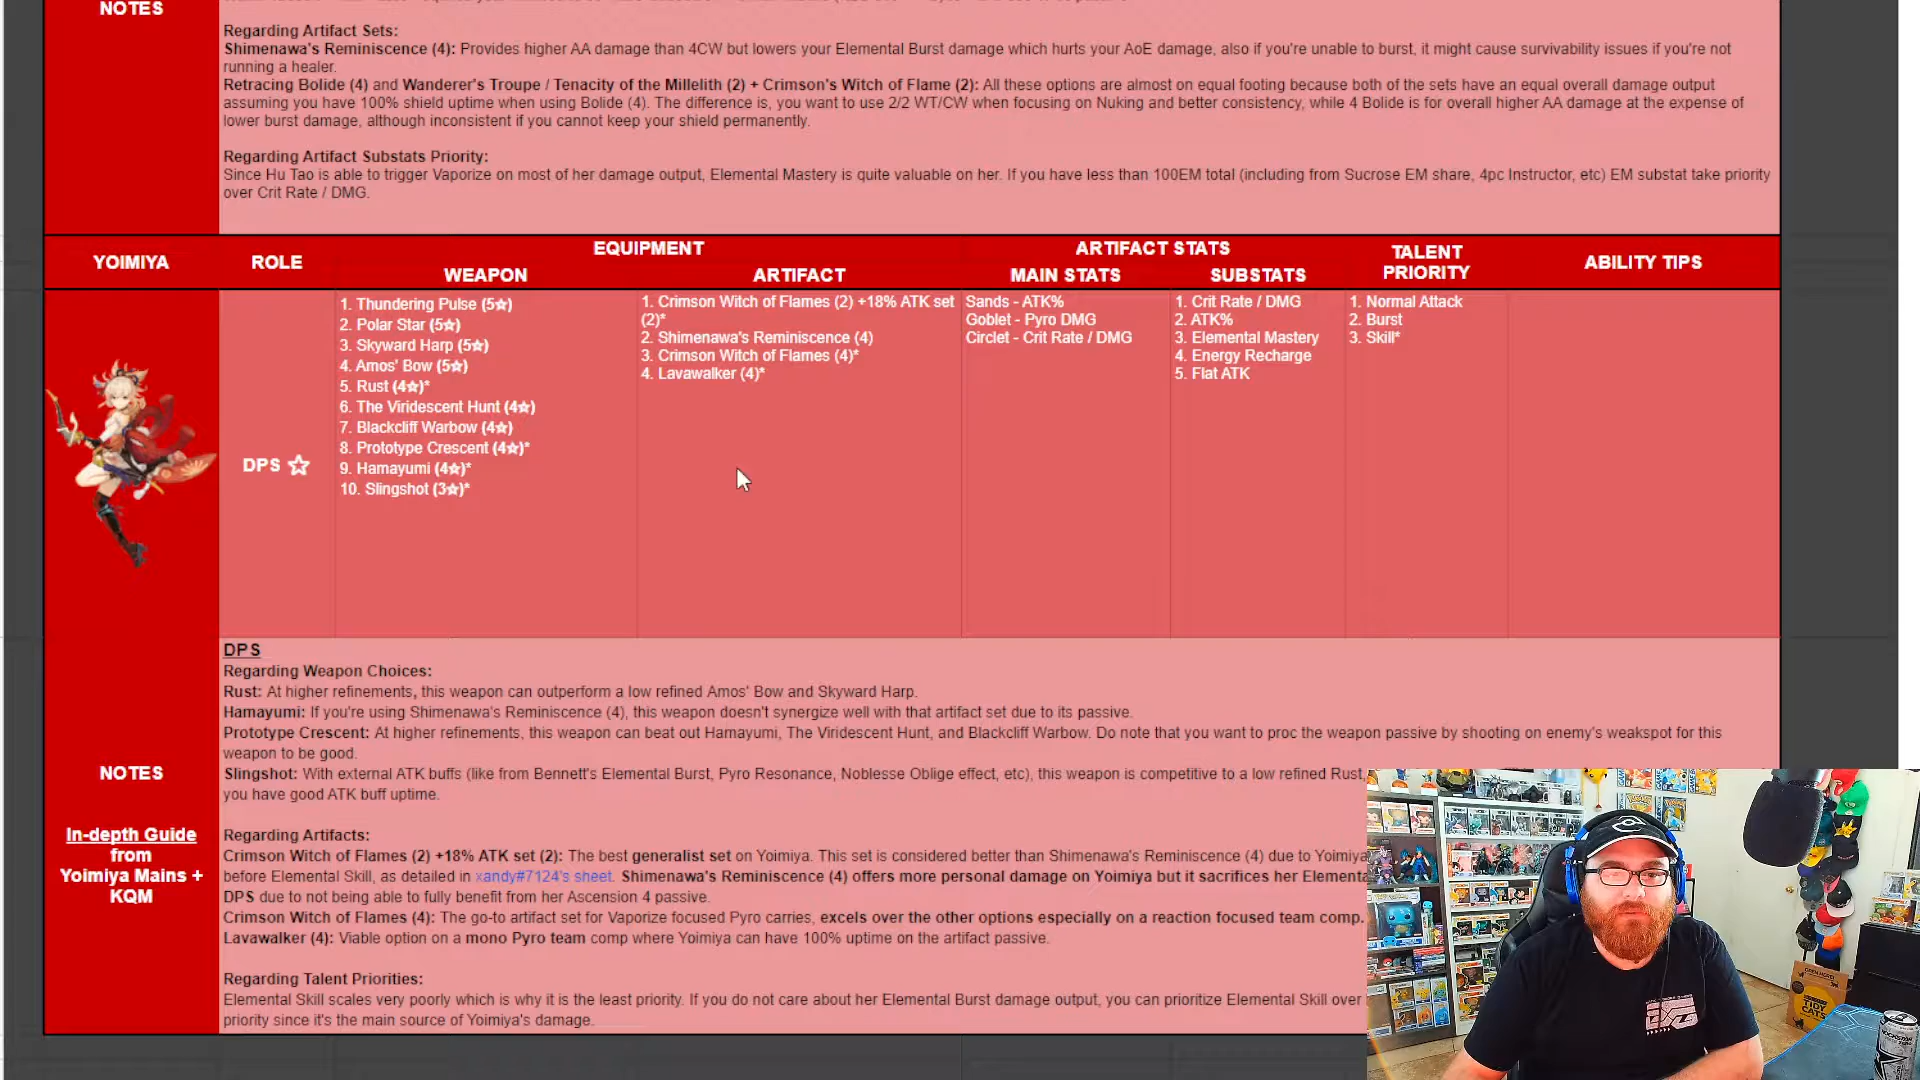 NOTES
Regarding Artifact Sets:
Shimenawa's Reminiscence (4): Provides higher AA damage than 4CW but lowers your Elemental Burst damage which hurts your AoE damage, also if you're unable to burst, it might cause survivability issues if you're not
running a healer.
Retracing Bolide (4) and Wanderer's Troupe / Tenacity of the Millelith (2) + Crimson's Witch of Flame (2): All these options are almost on equal footing because both of the sets have an equal overall damage output
assuming you have 100% shield uptime when using Bolide (4). The difference is, you want to use 2/2 WT/CW when focusing on Nuking and better consistency, while 4 Bolide is for overall higher AA damage at the expense of
lower burst damage, although inconsistent if you cannot keep your shield permanently.
Regarding Artifact Substats Priority:
Since Hu Tao is able to trigger Vaporize on most of her damage output, Elemental Mastery is quite valuable on her. If you have less than 100EM total (including from Sucrose EM share, 4pc Instructor, etc) EM substat take priority
over Crit Rate / DMG.
YOIMIYA
ROLE
EQUIPMENT
WEAPON
ARTIFACT
ARTIFACT STATS
MAIN STATS
SUBSTATS
TALENT
PRIORITY
ABILITY TIPS
DPS ☆
1. Thundering Pulse (5☆)
2. Polar Star (5☆)
3. Skyward Harp (5☆)
4. Amos' Bow (5☆)
5. Rust (4☆)*
6. The Viridescent Hunt (4☆)
7. Blackcliff Warbow (4☆)
8. Prototype Crescent (4☆)*
9. Hamayumi (4☆)*
10. Slingshot (3☆)*
1. Crimson Witch of Flames (2) +18% ATK set
(2)*
2. Shimenawa's Reminiscence (4)
3. Crimson Witch of Flames (4)*
4. Lavawalker (4)*
Sands - ATK%
Goblet - Pyro DMG
Circlet - Crit Rate / DMG
1. Crit Rate / DMG
2. ATK%
3. Elemental Mastery
4. Energy Recharge
5. Flat ATK
1. Normal Attack
2. Burst
3. Skill*
NOTES
In-depth Guide
from
Yoimiya Mains +
KQM
DPS
Regarding Weapon Choices:
Rust: At higher refinements, this weapon can outperform a low refined Amos' Bow and Skyward Harp.
Hamayumi: If you're using Shimenawa's Reminiscence (4), this weapon doesn't synergize well with that artifact set due to its passive.
Prototype Crescent: At higher refinements, this weapon can beat out Hamayumi, The Viridescent Hunt, and Blackcliff Warbow. Do note that you want to proc the weapon passive by shooting on enemy's weakspot for this
weapon to be good.
Slingshot: With external ATK buffs (like from Bennett's Elemental Burst, Pyro Resonance, Noblesse Oblige effect, etc), this weapon is competitive to a low refined Rust,
you have good ATK buff uptime.
Regarding Artifacts:
Crimson Witch of Flames (2) +18% ATK set (2): The best generalist set on Yoimiya. This set is considered better than Shimenawa's Reminiscence (4) due to Yoimiya
before Elemental Skill, as detailed in xandy#7124's sheet. Shimenawa's Reminiscence (4) offers more personal damage on Yoimiya but it sacrifices her
DPS due to not being able to fully benefit from her Ascension 4 passive.
Crimson Witch of Flames (4): The go-to artifact set for Vaporize focused Pyro carries, excels over the other options especially on a reaction focused team comp.
Lavawalker (4): Viable option on a mono Pyro team comp where Yoimiya can have 100% uptime on the artifact passive.
Regarding Talent Priorities:
Elemental Skill scales very poorly which is why it is the least priority. If you do not care about her Elemental Burst damage output, you can prioritize Elemental Skill over
priority since it's the main source of Yoimiya's damage.
TIDY
CATS